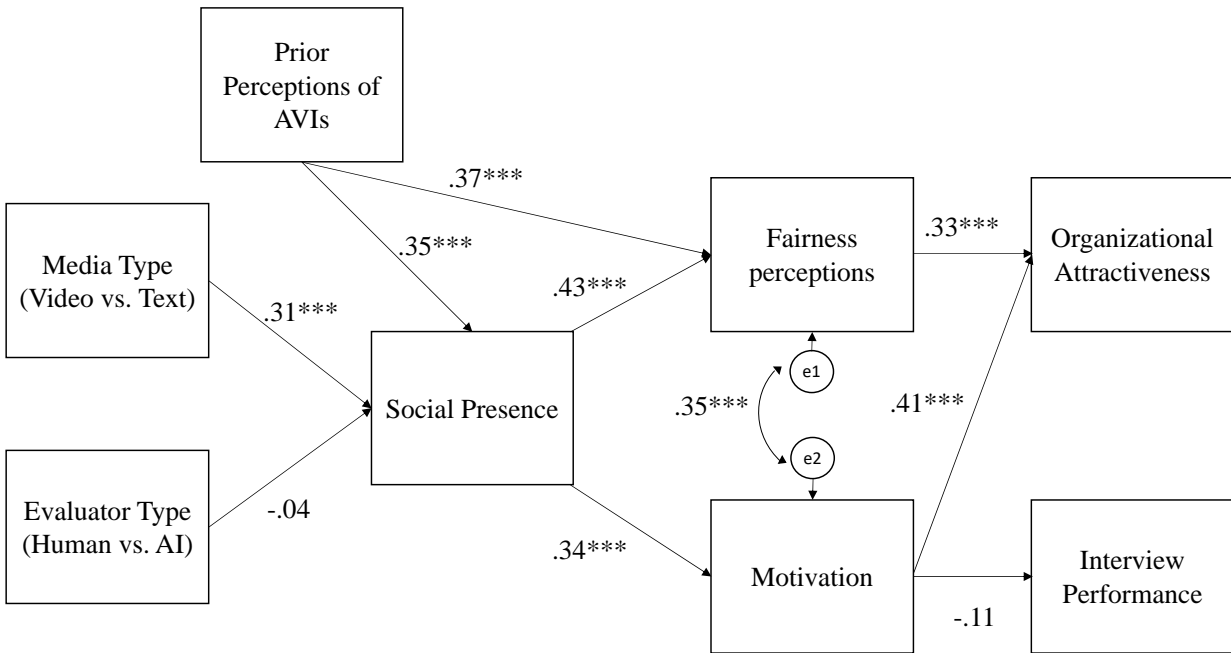 Prior
Perceptions of
AVIs
.37***
.35***
Media Type
(Video vs. Text)
.31***
Fairness
perceptions
.33***
Organizational
Attractiveness
.43***
Social Presence
e1
.35***
.41***
e2
Evaluator Type
(Human vs. AI)
-.04
.34***
Motivation
-.11
Interview
Performance